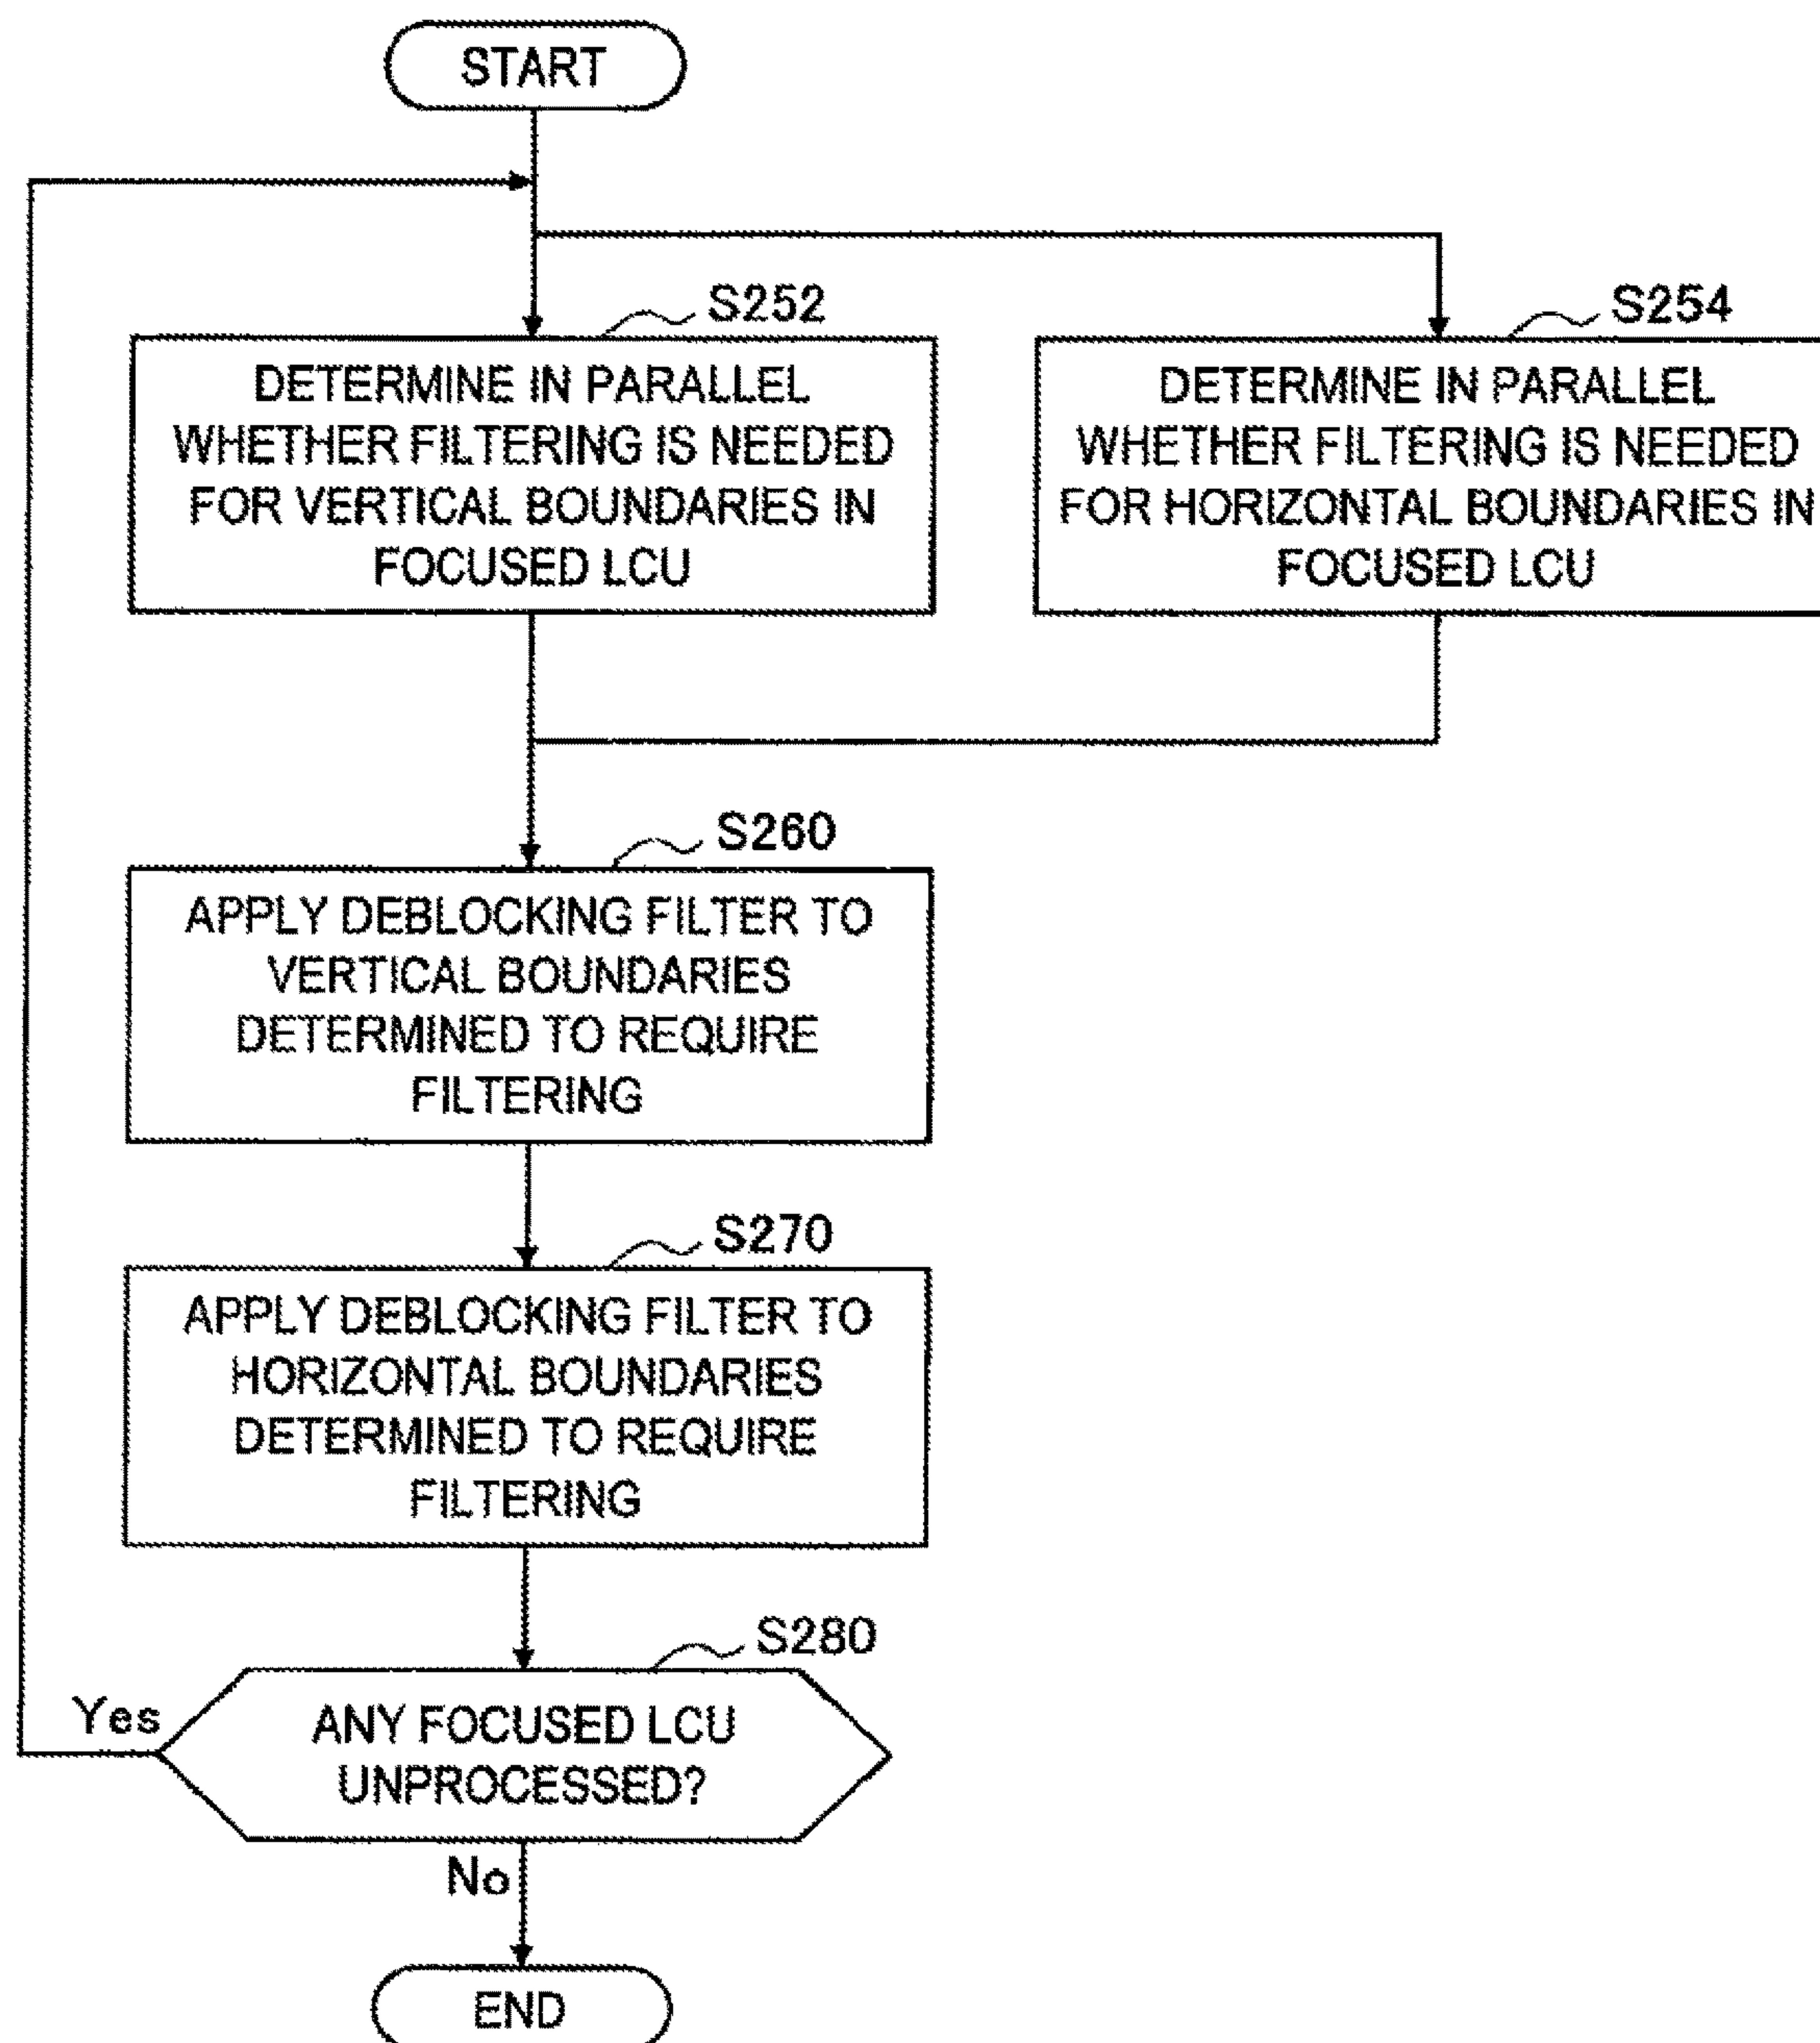 START
S252
DETERMINE IN PARALLEL
WHETHER FILTERING IS NEEDED
FOR VERTICAL BOUNDARIES IN
FOCUSED LCU
S254
DETERMINE IN PARALLEL
WHETHER FILTERING IS NEEDED
FOR HORIZONTAL BOUNDARIES IN
FOCUSED LCU
S260
APPLY DEBLOCKING FILTER TO
VERTICAL BOUNDARIES
DETERMINED TO REQUIRE
FILTERING
S270
APPLY DEBLOCKING FILTER TO
HORIZONTAL BOUNDARIES
DETERMINED TO REQUIRE
FILTERING
S280
Yes
ANY FOCUSED LCU
UNPROCESSED?
No
END